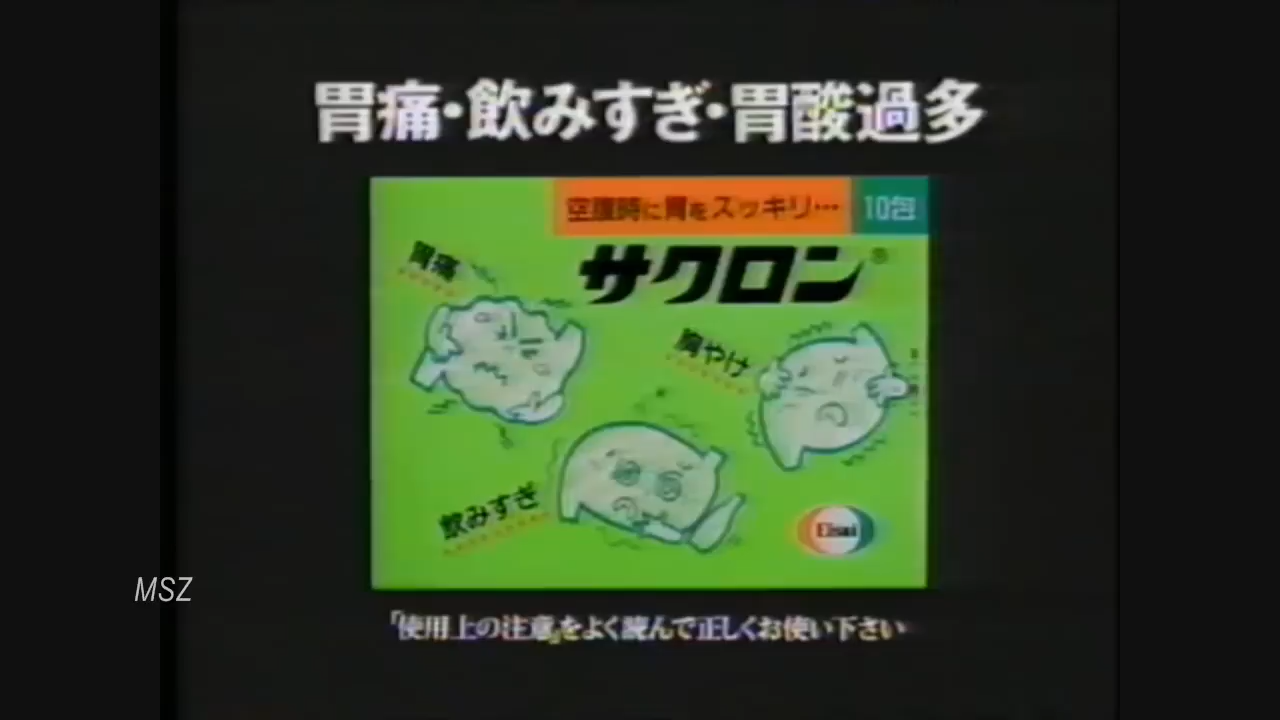 胃痛・飲みすぎ・胃酸過多
空腹時に胃をスッキリ…
10包
サクロン®
胃痛
胸やけ
飲みすぎ
Eisai
MSZ
「使用上の注意」をよく読んで正しくお使い下さい